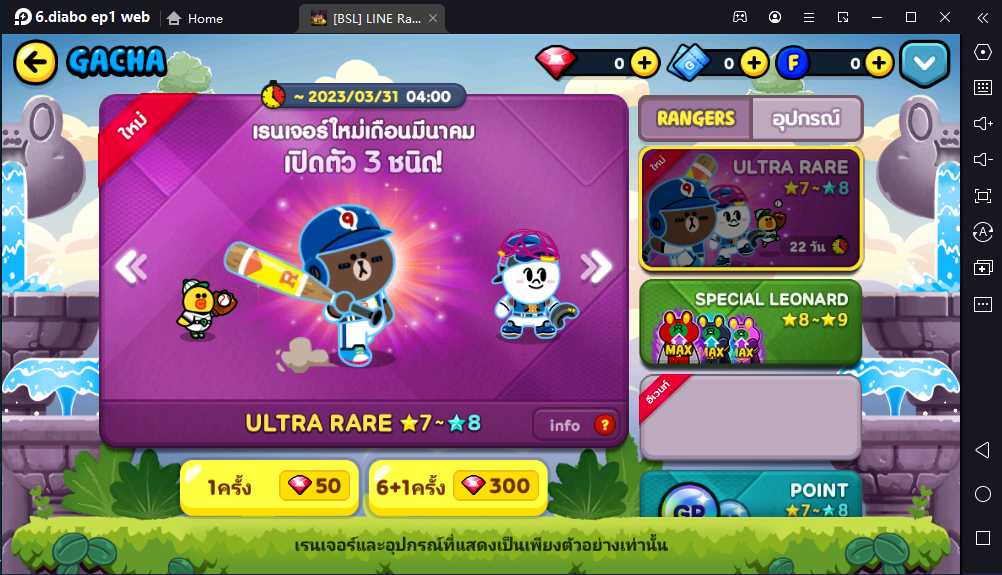 6.diabo ep1 web
Home
[BSL] LINE Ra...
GACHA
0
0
F
0
~ 2023/03/31 04:00
ใหม่
เรนเจอร์ใหม่เดือนมีนาคม
เปิดตัว 3 ชนิด!
ULTRA RARE ★7~★8
info ?
1ครั้ง 50
6+1ครั้ง 300
RANGERS
อุปกรณ์
ใหม่
ULTRA RARE
★7~★8
22 วัน
SPECIAL LEONARD
★8~★9
MAX
MAX
MAX
อีเวนท์
POINT
★7~★8
GP
เรนเจอร์และอุปกรณ์ที่แสดงเป็นเพียงตัวอย่างเท่านั้น